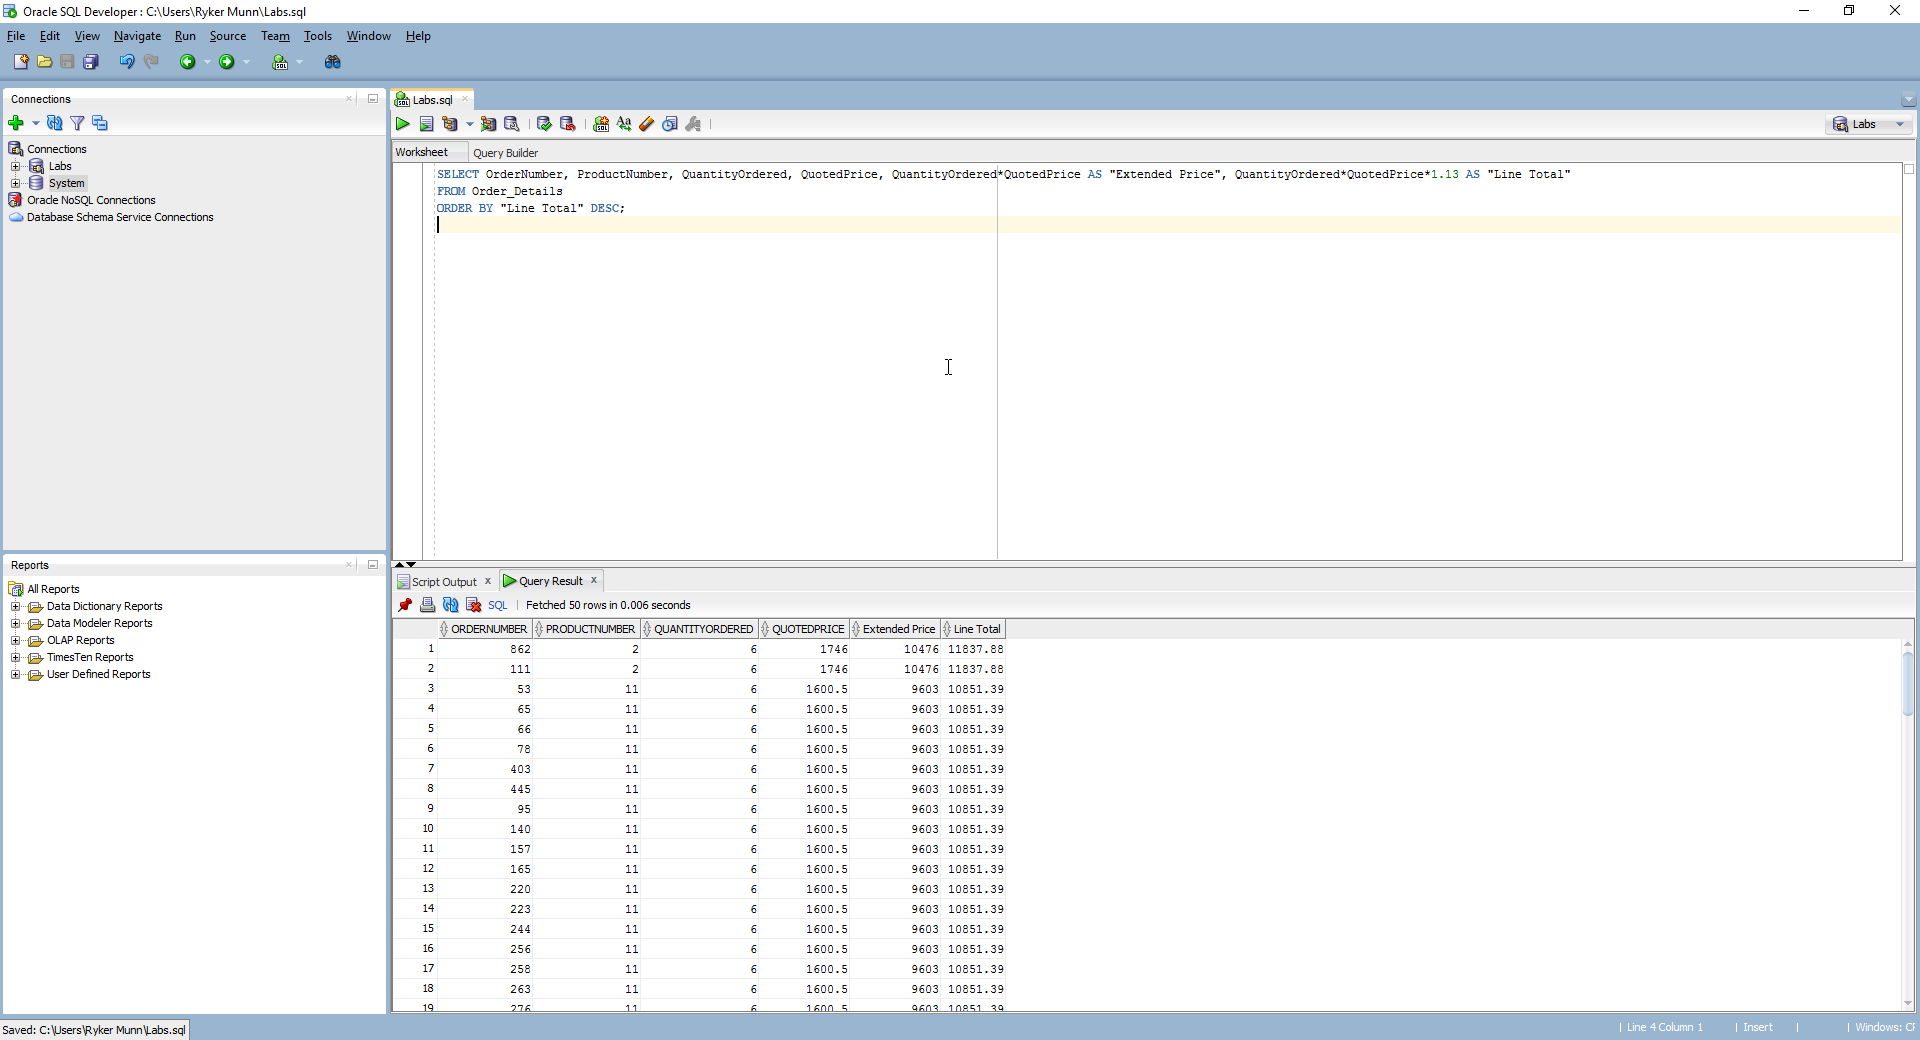 Oracle SQL Developer : C:\Users\Ryker Munn\Labs.sql
File Edit View Navigate Run Source Team Tools Window Help
Connections
Connections
Labs
System
Oracle NoSQL Connections
Database Schema Service Connections
Reports
All Reports
Data Dictionary Reports
Data Modeler Reports
OLAP Reports
TimesTen Reports
User Defined Reports
Labs.sql
Labs
Worksheet Query Builder
SELECT OrderNumber, ProductNumber, QuantityOrdered, QuotedPrice, QuantityOrdered*QuotedPrice AS "Extended Price", QuantityOrdered*QuotedPrice*1.13 AS "Line Total"
FROM Order_Details
ORDER BY "Line Total" DESC;
Script Output Query Result
SQL Fetched 50 rows in 0.006 seconds
ORDERNUMBER PRODUCTNUMBER QUANTITYORDERED QUOTEDPRICE Extended Price Line Total
1 862 2 6 1746 10476 11837.88
2 111 2 6 1746 10476 11837.88
3 53 11 6 1600.5 9603 10851.39
4 65 11 6 1600.5 9603 10851.39
5 66 11 6 1600.5 9603 10851.39
6 78 11 6 1600.5 9603 10851.39
7 403 11 6 1600.5 9603 10851.39
8 445 11 6 1600.5 9603 10851.39
9 95 11 6 1600.5 9603 10851.39
10 140 11 6 1600.5 9603 10851.39
11 157 11 6 1600.5 9603 10851.39
12 165 11 6 1600.5 9603 10851.39
13 220 11 6 1600.5 9603 10851.39
14 223 11 6 1600.5 9603 10851.39
15 244 11 6 1600.5 9603 10851.39
16 256 11 6 1600.5 9603 10851.39
17 258 11 6 1600.5 9603 10851.39
18 263 11 6 1600.5 9603 10851.39
19 276 11 6 1600.5 9603 10851.39
Saved: C:\Users\Ryker Munn\Labs.sql
Line 4 Column 1 Insert Windows: CR